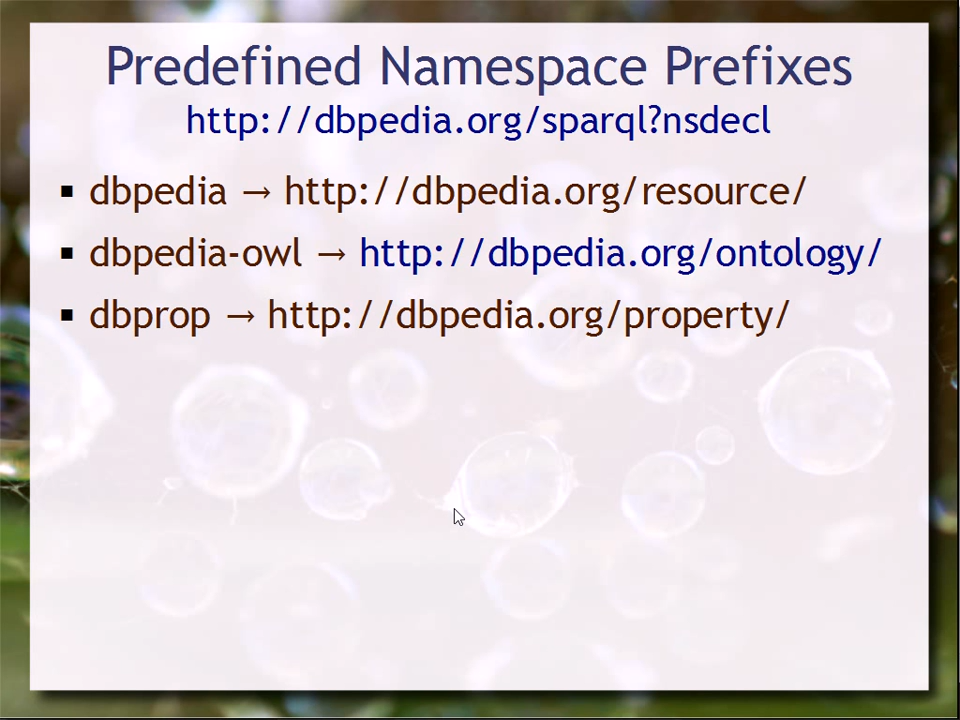 Predefined Namespace Prefixes
http://dbpedia.org/sparql?nsdecl
▪ dbpedia → http://dbpedia.org/resource/
▪ dbpedia-owl → http://dbpedia.org/ontology/
▪ dbprop → http://dbpedia.org/property/